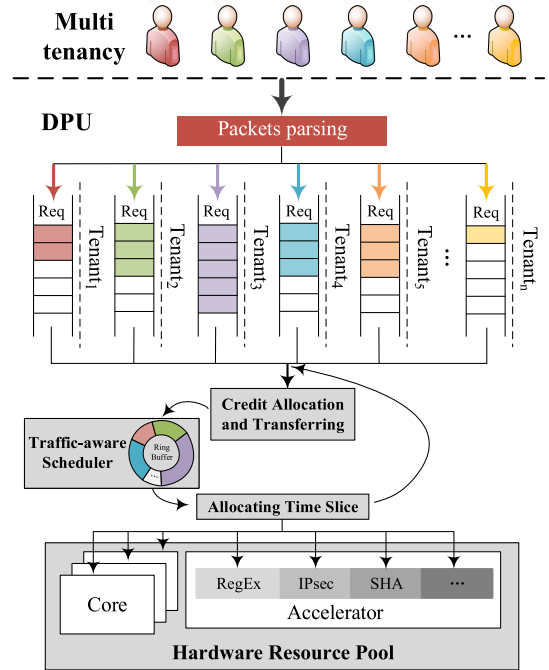 Multi
tenancy
...
DPU
Packets parsing
Req
Tenant1
Req
Tenant2
Req
Tenant3
Req
Tenant4
Req
Tenant5
...
Req
Tenantn
Credit Allocation
and Transferring
Traffic-aware
Scheduler
Ring
Buffer
...
Allocating Time Slice
Core
RegEx
IPsec
SHA
...
Accelerator
Hardware Resource Pool